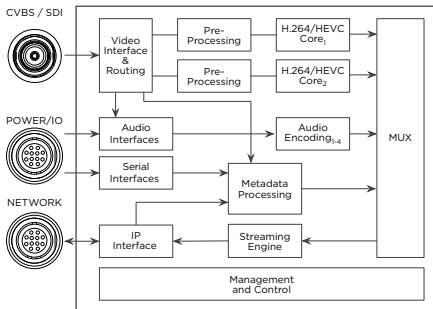 CVBS / SDI
Video
Interface
&
Routing
Pre-
Processing
H.264/HEVC
Core1
Pre-
Processing
H.264/HEVC
Core2
POWER/IO
Audio
Interfaces
Audio
Encoding1-4
MUX
Serial
Interfaces
Metadata
Processing
NETWORK
IP
Interface
Streaming
Engine
Management
and Control